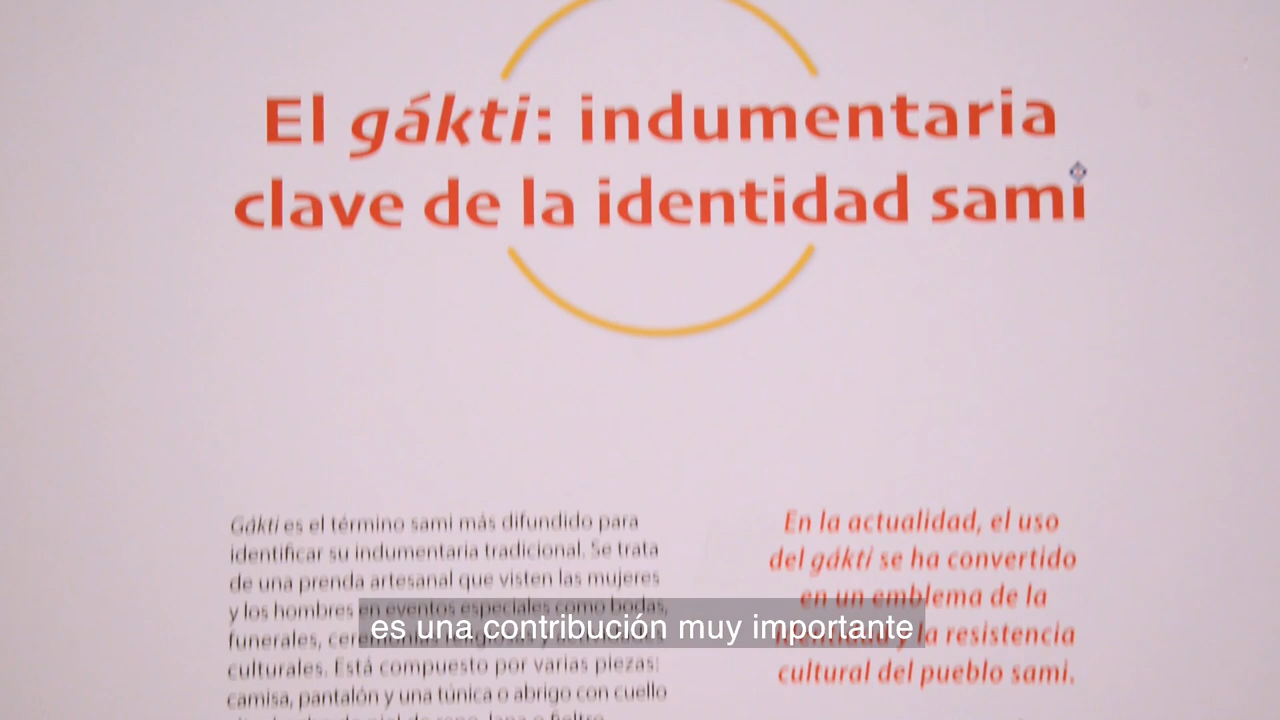 El gákti: indumentaria
clave de la identidad sami
Gákti es el término sami más difundido para
identificar su indumentaria tradicional. Se trata
de una prenda artesanal que visten las mujeres
y los hombres en eventos especiales como bodas,
funerales,
culturales. Está compuesto por varias piezas:
camisa, pantalón y una túnica o abrigo con cuello
En la actualidad, el uso
del gákti se ha convertido
en un emblema de la
identidad y la resistencia
cultural del pueblo sami.
es una contribución muy importante